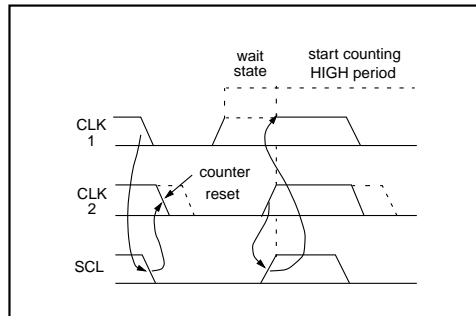 wait
state
start counting
HIGH period
CLK
1
counter
reset
CLK
2
SCL